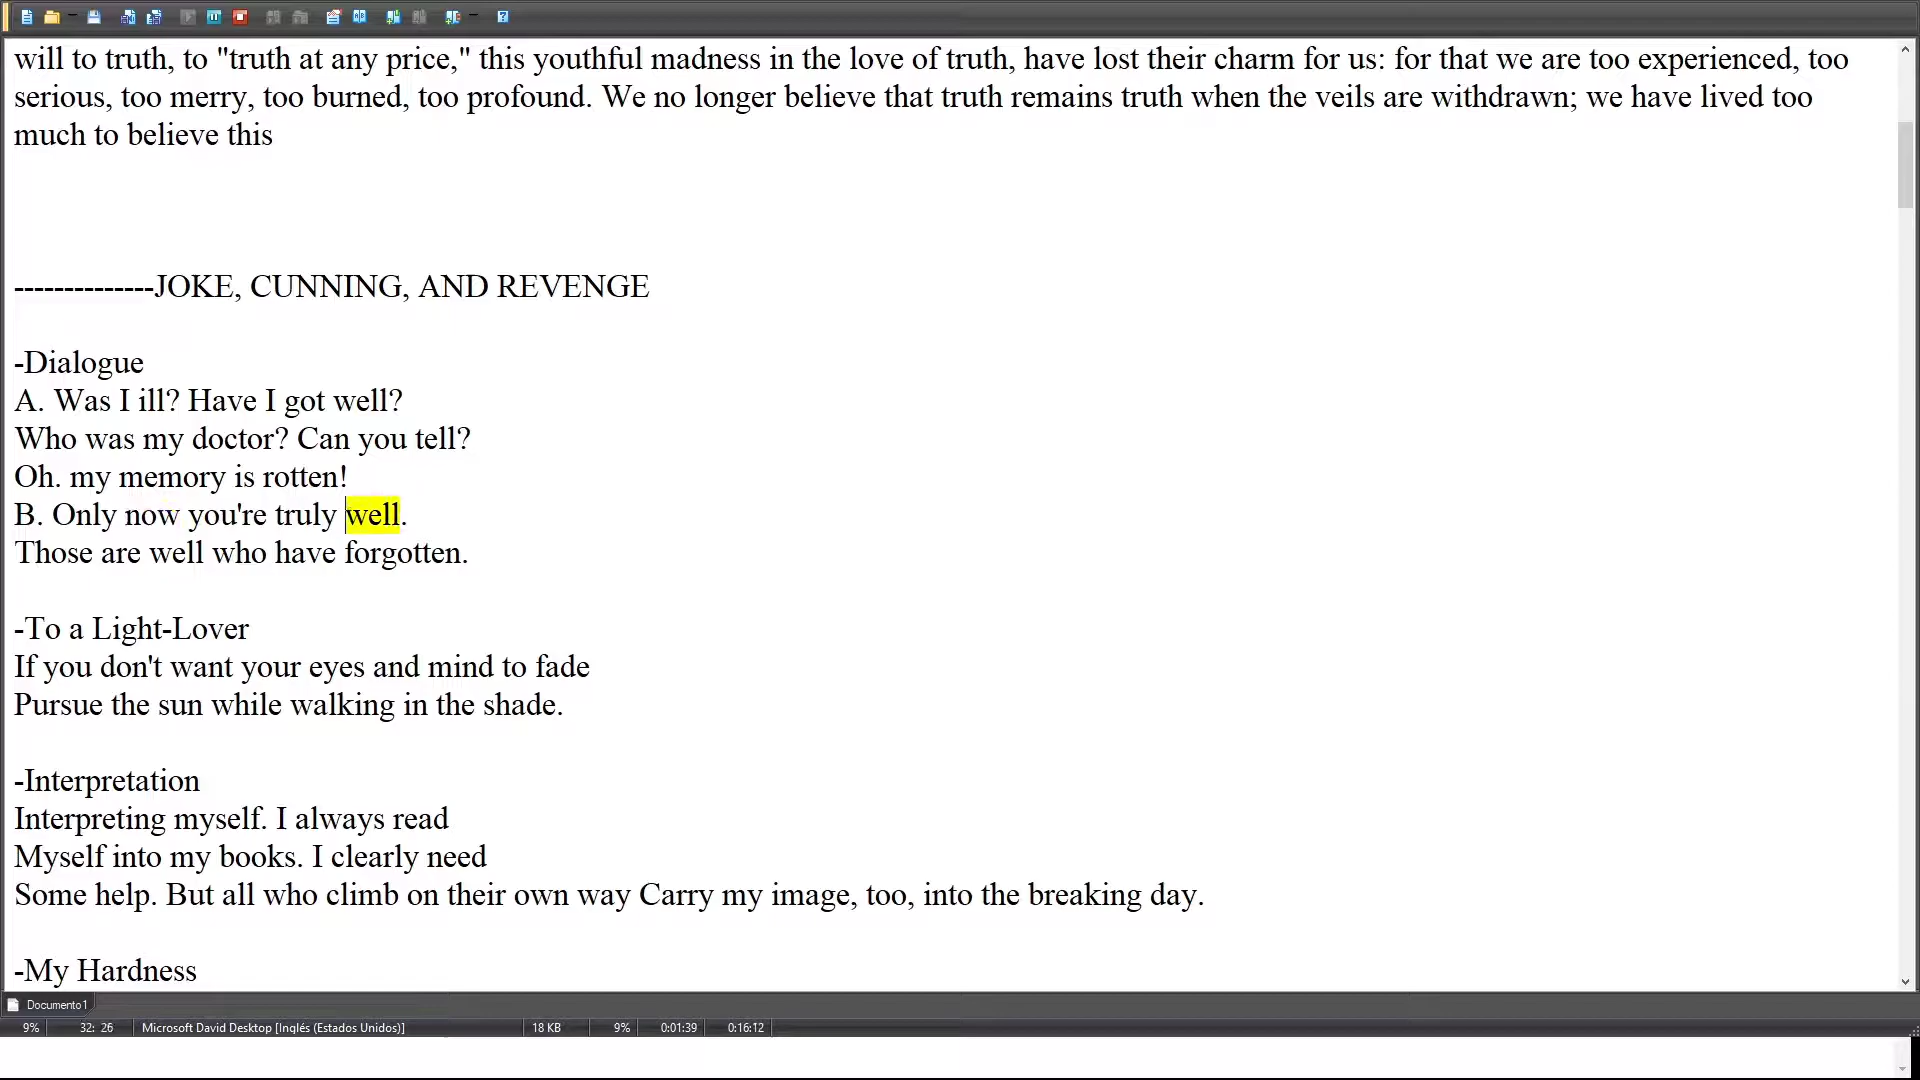 will to truth, to "truth at any price," this youthful madness in the love of truth, have lost their charm for us: for that we are too experienced, too
serious, too merry, too burned, too profound. We no longer believe that truth remains truth when the veils are withdrawn; we have lived too
much to believe this
--------------JOKE, CUNNING, AND REVENGE
-Dialogue
A. Was I ill? Have I got well?
Who was my doctor? Can you tell?
Oh. my memory is rotten!
B. Only now you're truly well.
Those are well who have forgotten.
-To a Light-Lover
If you don't want your eyes and mind to fade
Pursue the sun while walking in the shade.
-Interpretation
Interpreting myself. I always read
Myself into my books. I clearly need
Some help. But all who climb on their own way Carry my image, too, into the breaking day.
-My Hardness
Documento1
9% 32: 26 Microsoft David Desktop [Inglés (Estados Unidos)] 18 KB 9% 0:01:39 0:16:12